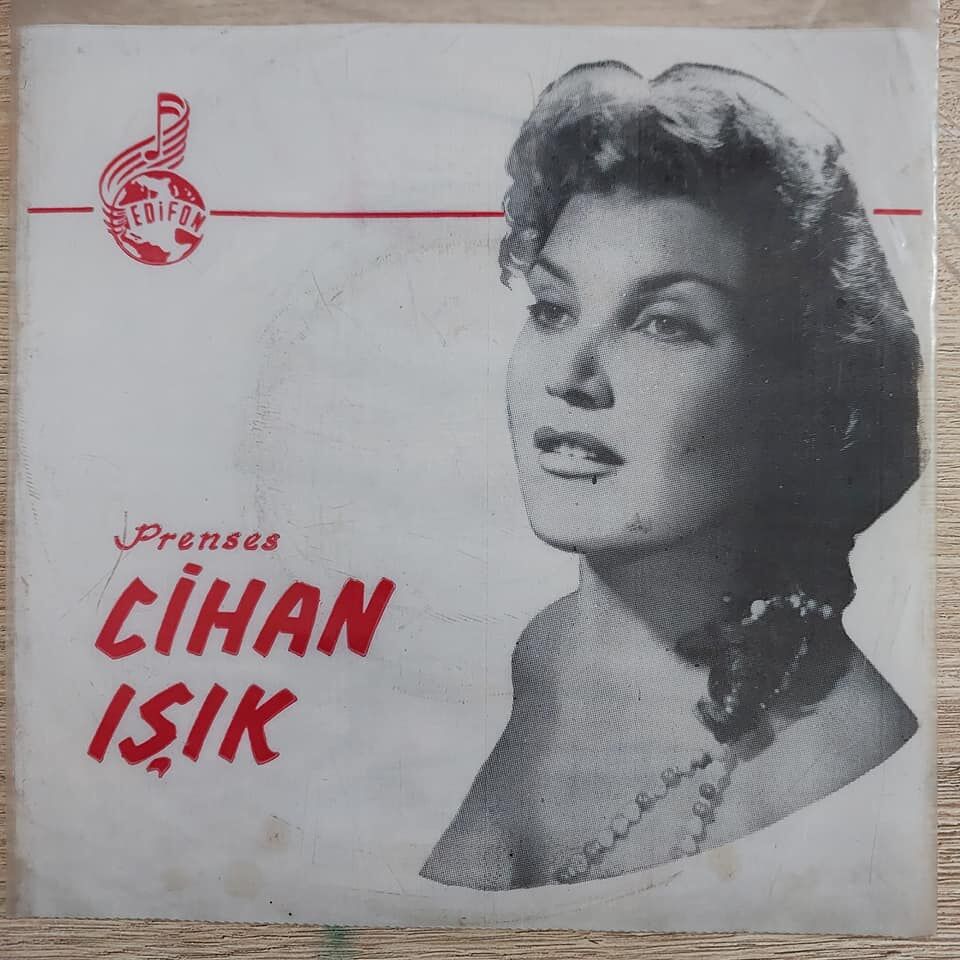 EDİFON
Prenses
CİHAN
IŞIK